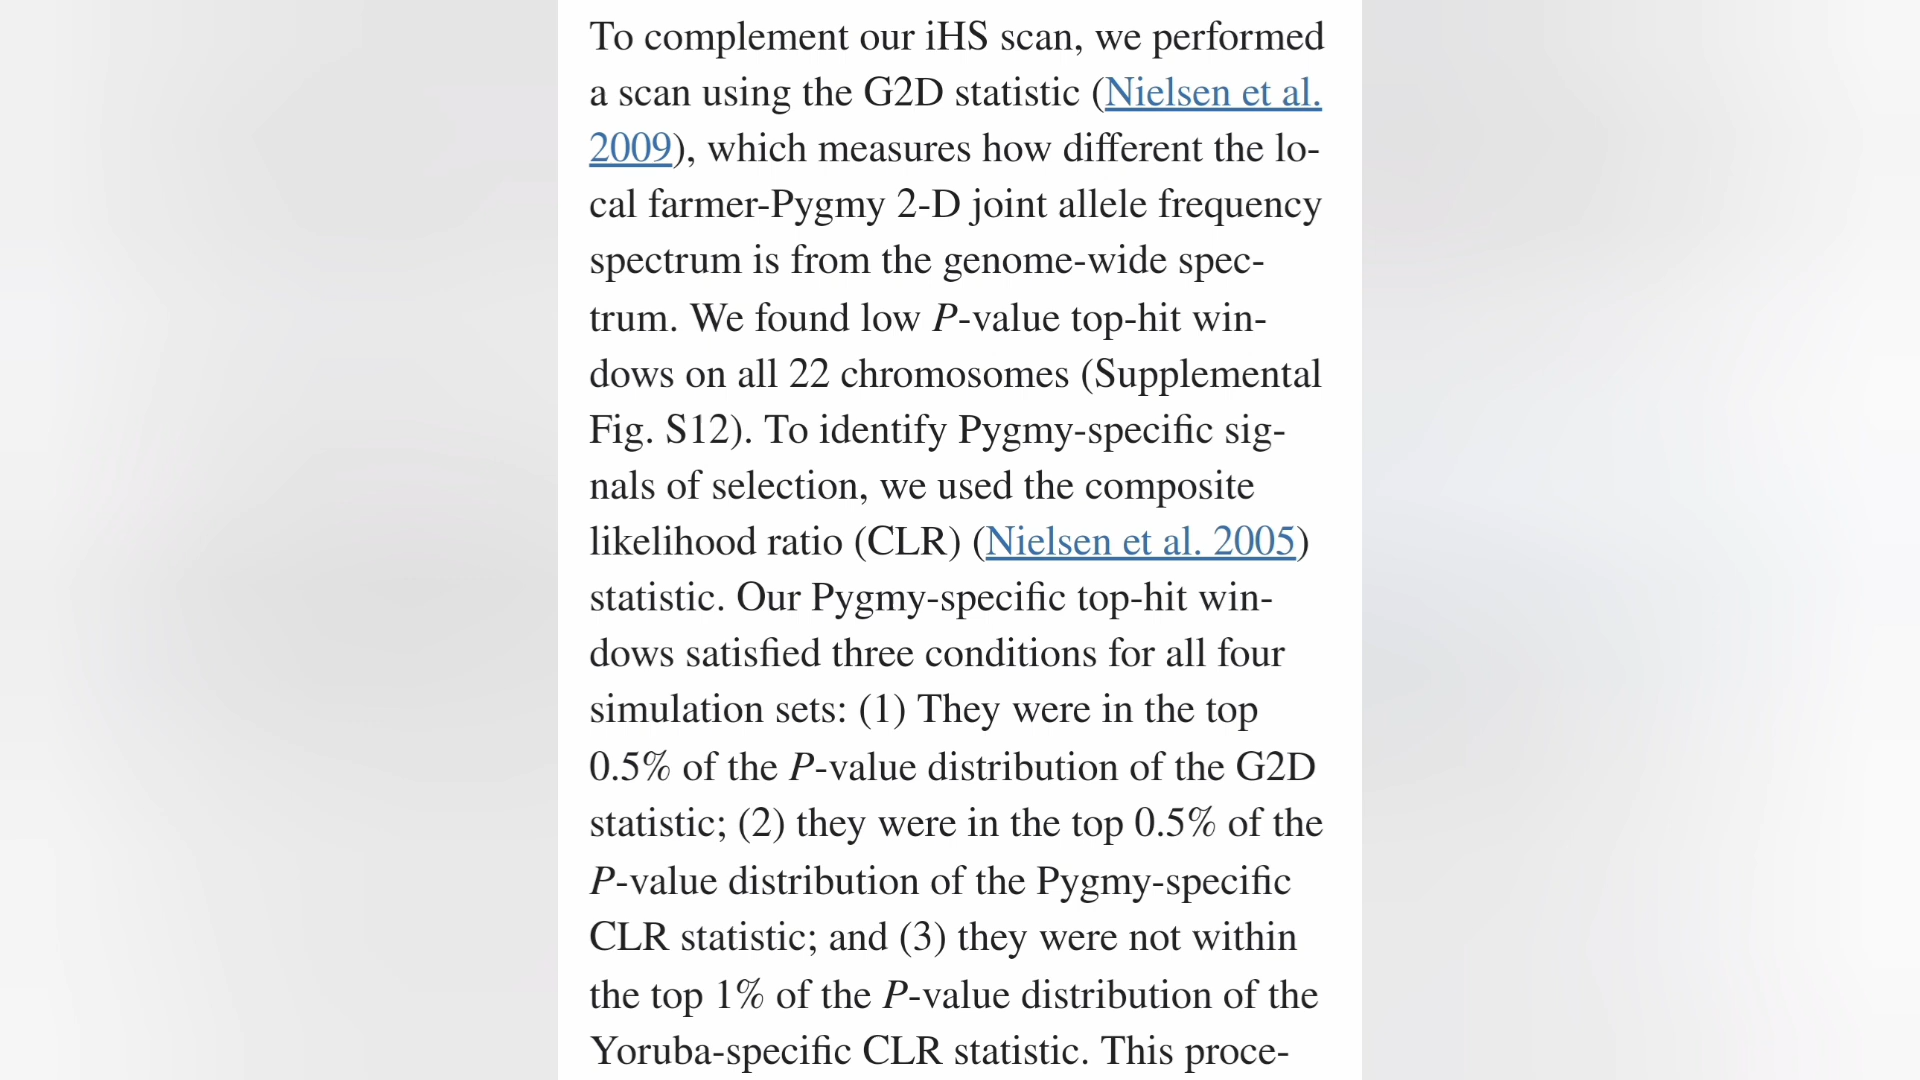 To complement our iHS scan, we performed
a scan using the G2D statistic (Nielsen et al.
2009), which measures how different the lo-
cal farmer-Pygmy 2-D joint allele frequency
spectrum is from the genome-wide spec-
trum. We found low P-value top-hit win-
dows on all 22 chromosomes (Supplemental
Fig. S12). To identify Pygmy-specific sig-
nals of selection, we used the composite
likelihood ratio (CLR) (Nielsen et al. 2005)
statistic. Our Pygmy-specific top-hit win-
dows satisfied three conditions for all four
simulation sets: (1) They were in the top
0.5% of the P-value distribution of the G2D
statistic; (2) they were in the top 0.5% of the
P-value distribution of the Pygmy-specific
CLR statistic; and (3) they were not within
the top 1% of the P-value distribution of the
Yoruba-specific CLR statistic. This proce-